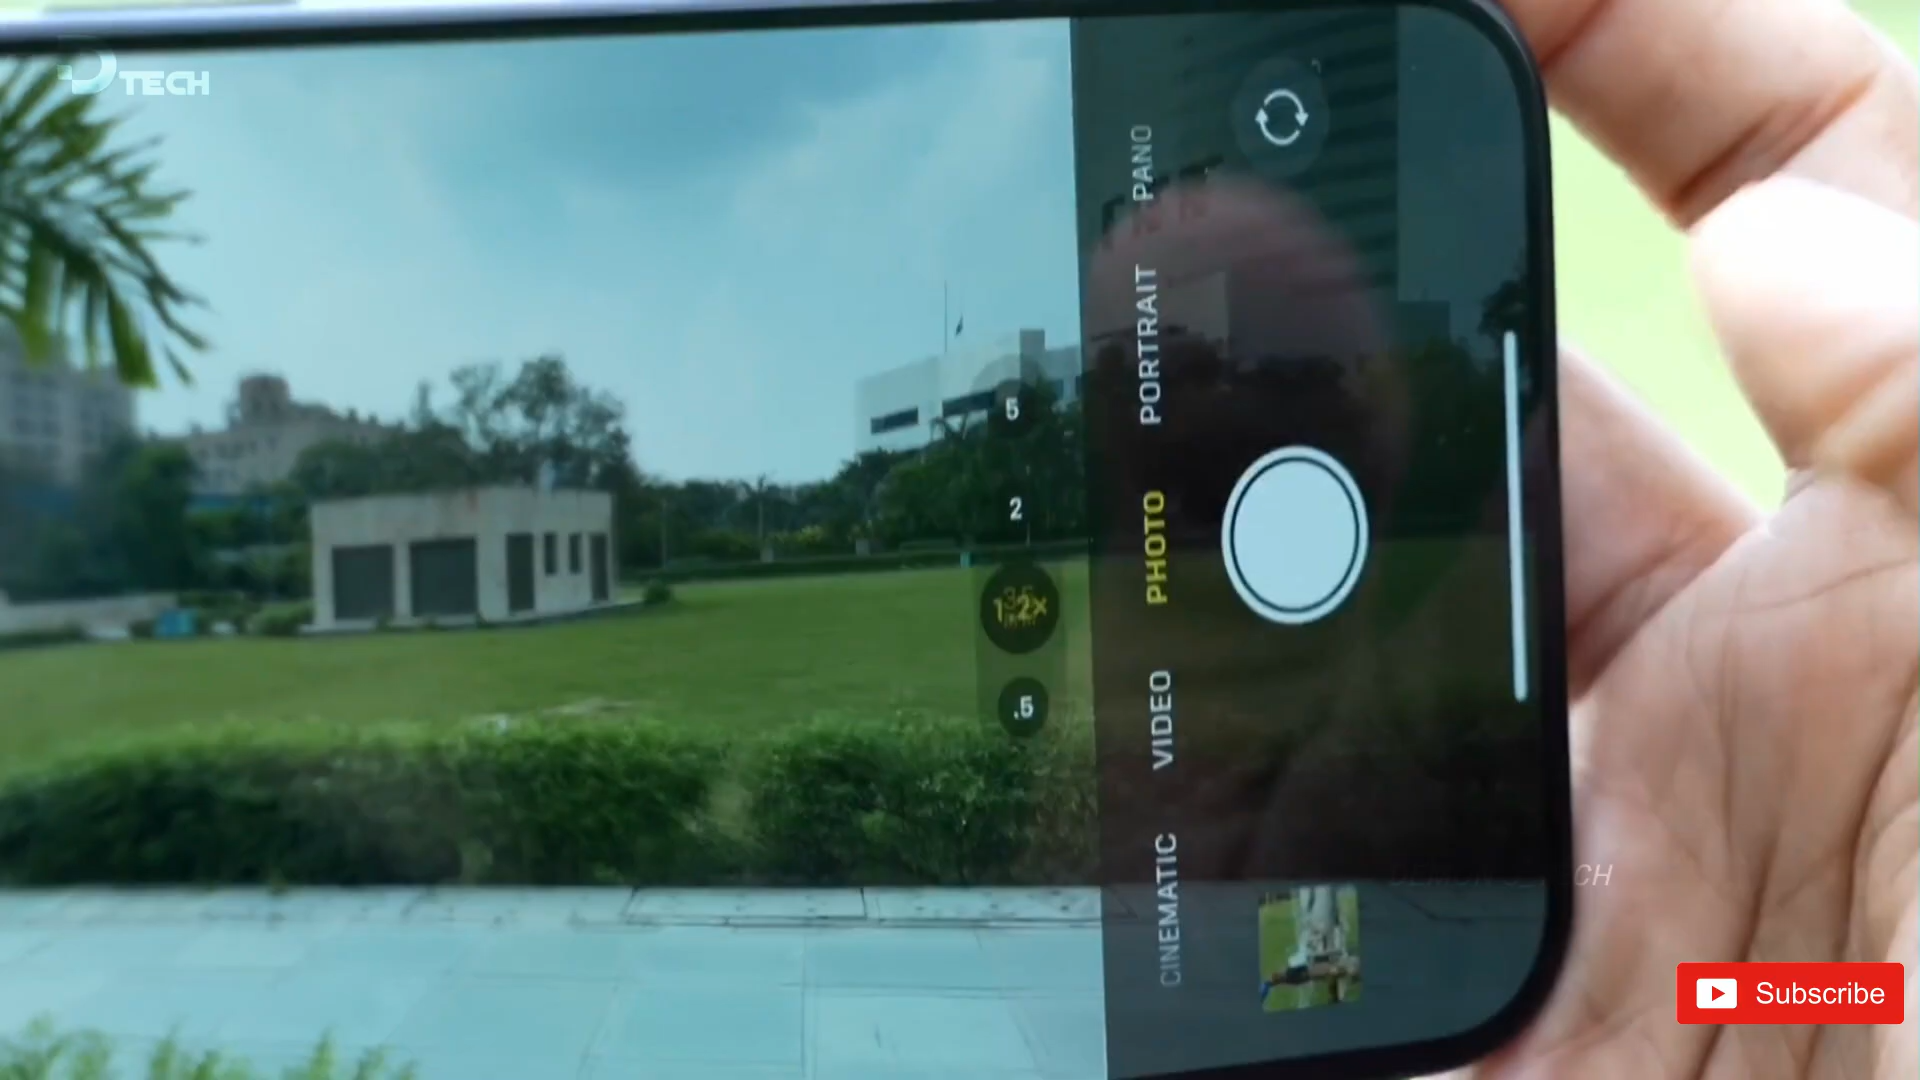 TECH
PANO
PORTRAIT
PHOTO
VIDEO
CINEMATIC
5
2
.5
Subscribe